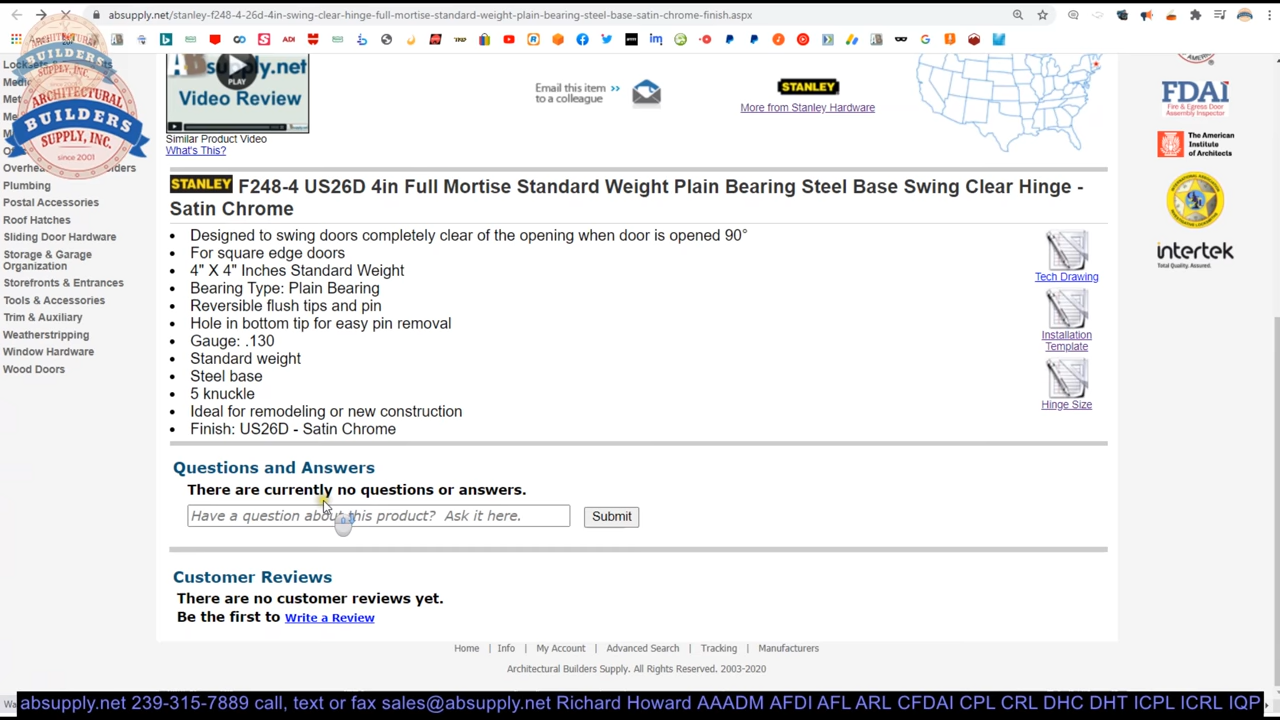 absupply.net/stanley-f248-4-26d-4in-swing-clear-hinge-full-mortise-standard-weight-plain-bearing-steel-base-satin-chrome-finish.aspx
ARCHITECTURAL
BUILDERS
SUPPLY, INC.
since 2001
Plumbing
Postal Accessories
Roof Hatches
Sliding Door Hardware
Storage & Garage
Organization
Storefronts & Entrances
Tools & Accessories
Trim & Auxiliary
Weatherstripping
Window Hardware
Wood Doors
absupply.net
PLAY
Video Review
Similar Product Video
What's This?
Email this item >>
to a colleague
STANLEY
More from Stanley Hardware
STANLEY F248-4 US26D 4in Full Mortise Standard Weight Plain Bearing Steel Base Swing Clear Hinge -
Satin Chrome
• Designed to swing doors completely clear of the opening when door is opened 90°
• For square edge doors
• 4" X 4" Inches Standard Weight
• Bearing Type: Plain Bearing
• Reversible flush tips and pin
• Hole in bottom tip for easy pin removal
• Gauge: .130
• Standard weight
• Steel base
• 5 knuckle
• Ideal for remodeling or new construction
• Finish: US26D - Satin Chrome
Tech Drawing
Installation
Template
Hinge Size
Questions and Answers
There are currently no questions or answers.
Have a question about this product? Ask it here.
Submit
Customer Reviews
There are no customer reviews yet.
Be the first to Write a Review
Home | Info | My Account | Advanced Search | Tracking | Manufacturers
Architectural Builders Supply. All Rights Reserved. 2003-2020
FDAI
Fire & Egress Door
Assembly Inspector
The American
Institute
of Architects
intertek
Total Quality. Assured.
absupply.net 239-315-7889 call, text or fax sales@absupply.net Richard Howard AAADM AFDI AFL ARL CFDAI CPL CRL DHC DHT ICPL ICRL IQP